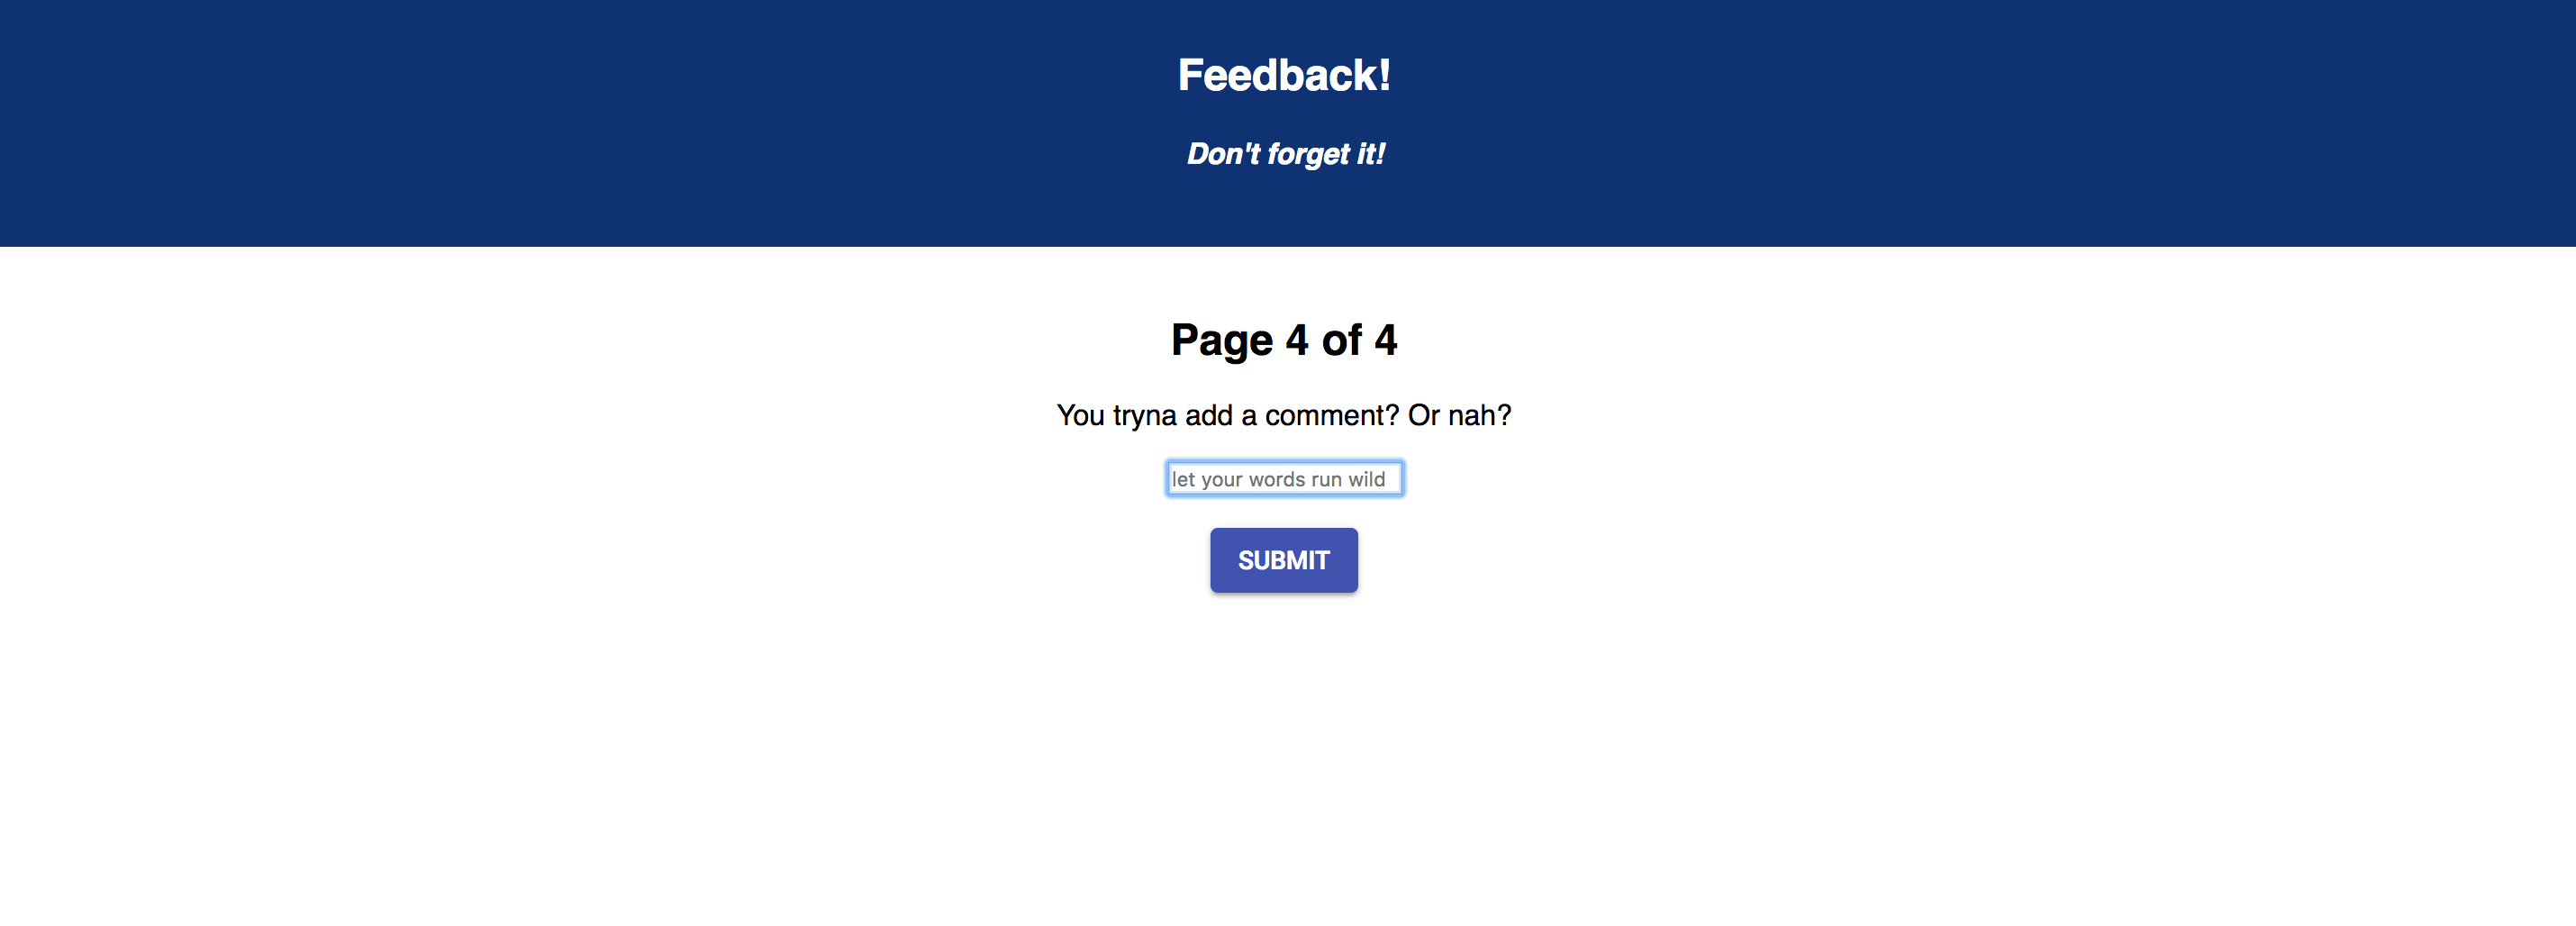 Feedback!
Don't forget it!
Page 4 of 4
You tryna add a comment? Or nah?
let your words run wild
SUBMIT